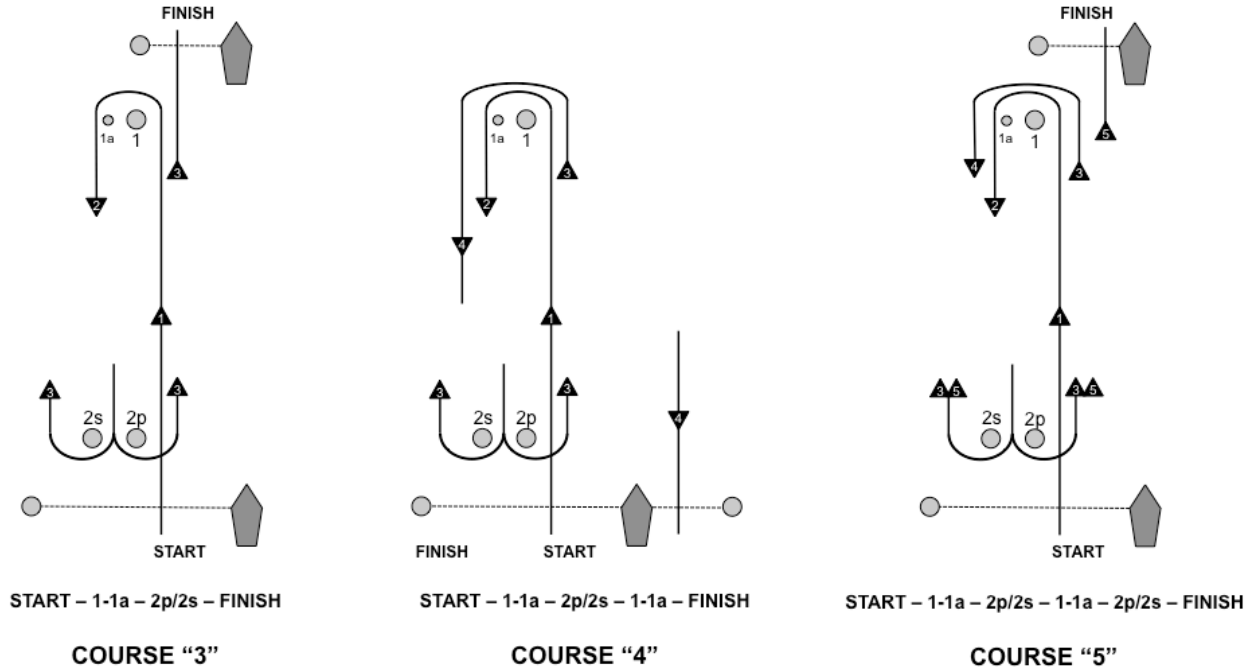 FINISH
1a 1
3
2
1
3 3
2s 2p
START
START – 1-1a – 2p/2s – FINISH
COURSE “3”
1a 1
3
2
4
1
3 3
4
2s 2p
FINISH START
START – 1-1a – 2p/2s – 1-1a – FINISH
COURSE “4”
FINISH
5
1a 1
4 3
2
1
3 5 3 5
2s 2p
START
START – 1-1a – 2p/2s – 1-1a – 2p/2s – FINISH
COURSE “5”